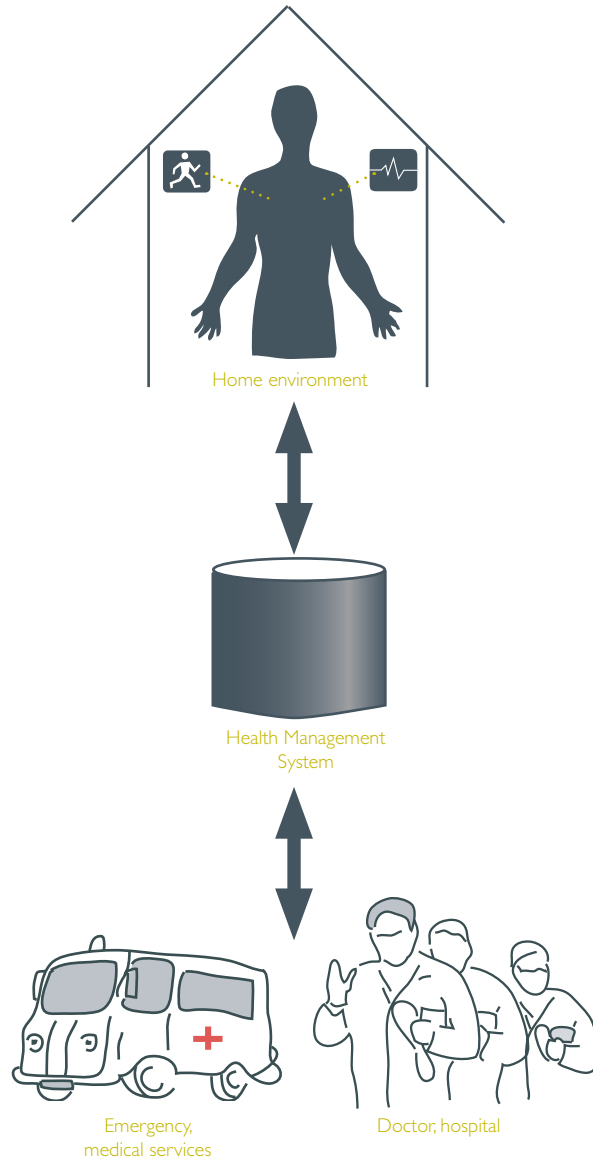 Home environment
Health Management
System
Emergency,
medical services
Doctor, hospital